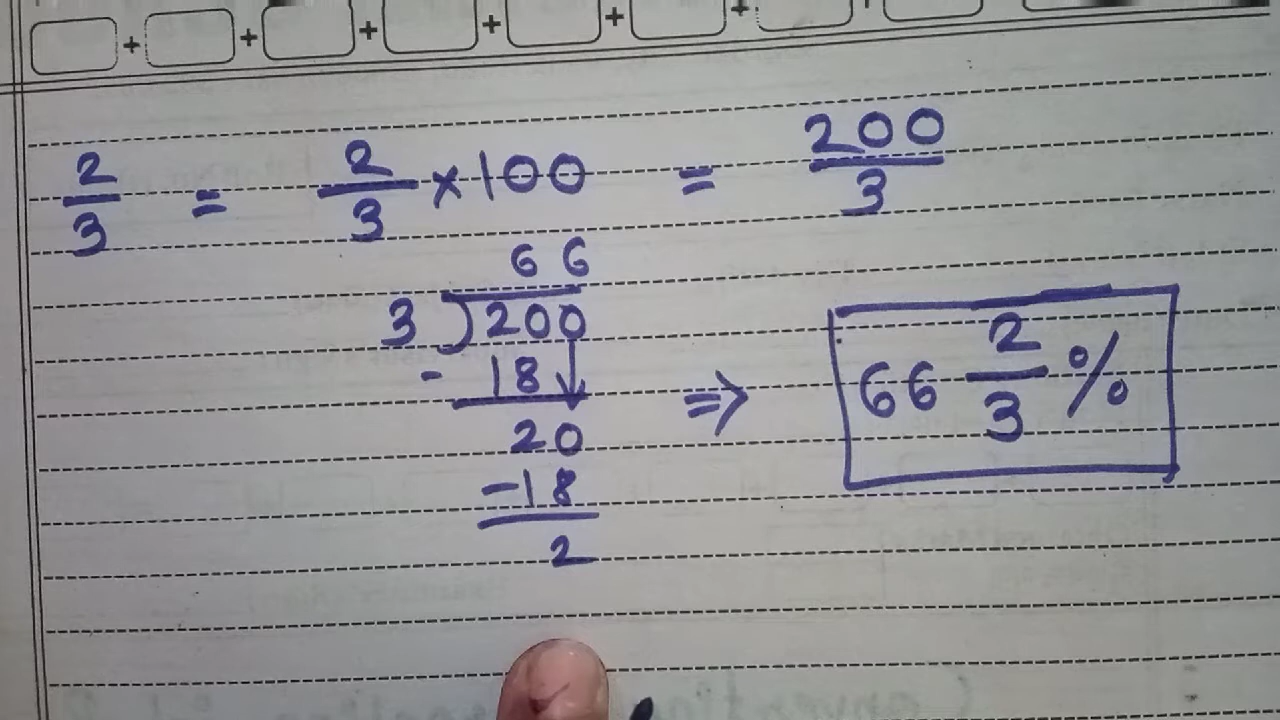 + + + + + +
2/3 = 2/3 × 100 = 200/3
66
3)200
- 18
20
-18
2
⇒ 66 2/3 %